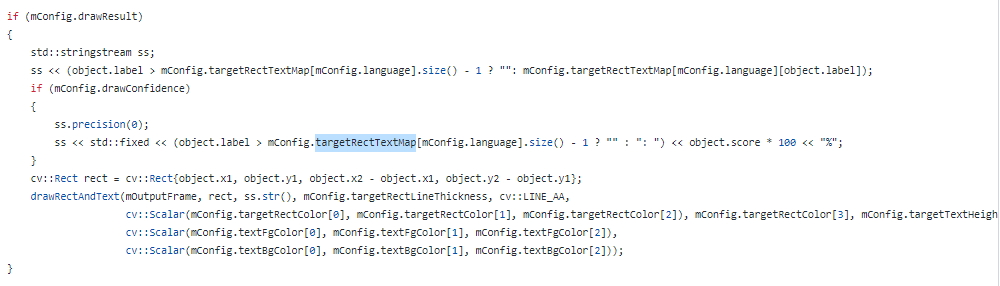 if (mConfig.drawResult)
{
    std::stringstream ss;
    ss << (object.label > mConfig.targetRectTextMap[mConfig.language].size() - 1 ? "": mConfig.targetRectTextMap[mConfig.language][object.label]);
    if (mConfig.drawConfidence)
    {
        ss.precision(0);
        ss << std::fixed << (object.label > mConfig.targetRectTextMap[mConfig.language].size() - 1 ? "" : ": ") << object.score * 100 << "%";
    }
    cv::Rect rect = cv::Rect{object.x1, object.y1, object.x2 - object.x1, object.y2 - object.y1};
    drawRectAndText(mOutputFrame, rect, ss.str(), mConfig.targetRectLineThickness, cv::LINE_AA,
                    cv::Scalar(mConfig.targetRectColor[0], mConfig.targetRectColor[1], mConfig.targetRectColor[2]), mConfig.targetRectColor[3], mConfig.targetTextHeigh
                    cv::Scalar(mConfig.textFgColor[0], mConfig.textFgColor[1], mConfig.textFgColor[2]),
                    cv::Scalar(mConfig.textBgColor[0], mConfig.textBgColor[1], mConfig.textBgColor[2]));
}